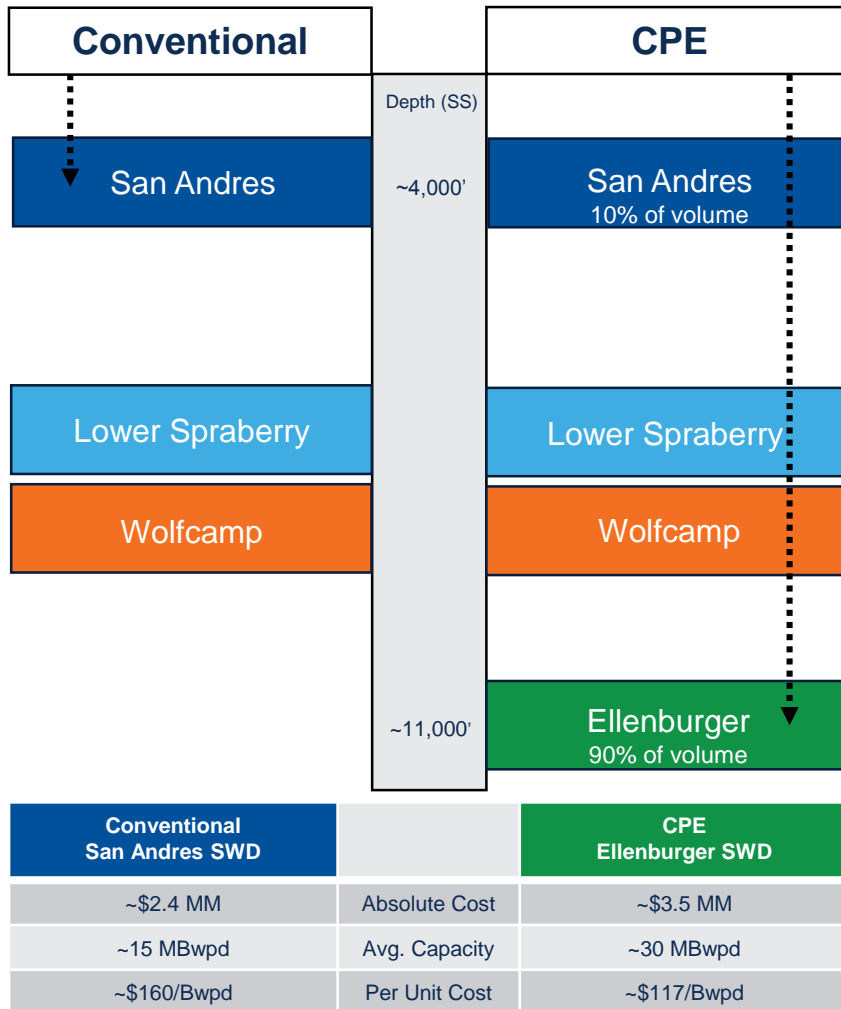 Conventional
CPE
Depth (SS)
San Andres
~4,000’
San Andres
10% of volume
Lower Spraberry
Lower Spraberry
Wolfcamp
Wolfcamp
~11,000’
Ellenburger
90% of volume
Conventional
San Andres SWD
CPE
Ellenburger SWD
~$2.4 MM
Absolute Cost
~$3.5 MM
~15 MBwpd
Avg. Capacity
~30 MBwpd
~$160/Bwpd
Per Unit Cost
~$117/Bwpd